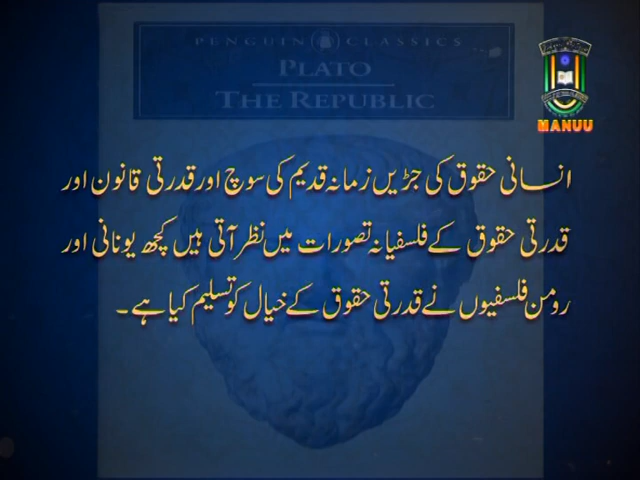 PENGUIN CLASSICS
PLATO
THE REPUBLIC
MANUU
انسانی حقوق کی جڑیں زمانہ قدیم کی سوچ اور قدرتی قانون اور
قدرتی حقوق کے فلسفیانہ تصورات میں نظر آتی ہیں کچھ یونانی اور
رومن فلسفیوں نے قدرتی حقوق کے خیال کو تسلیم کیا ہے ۔